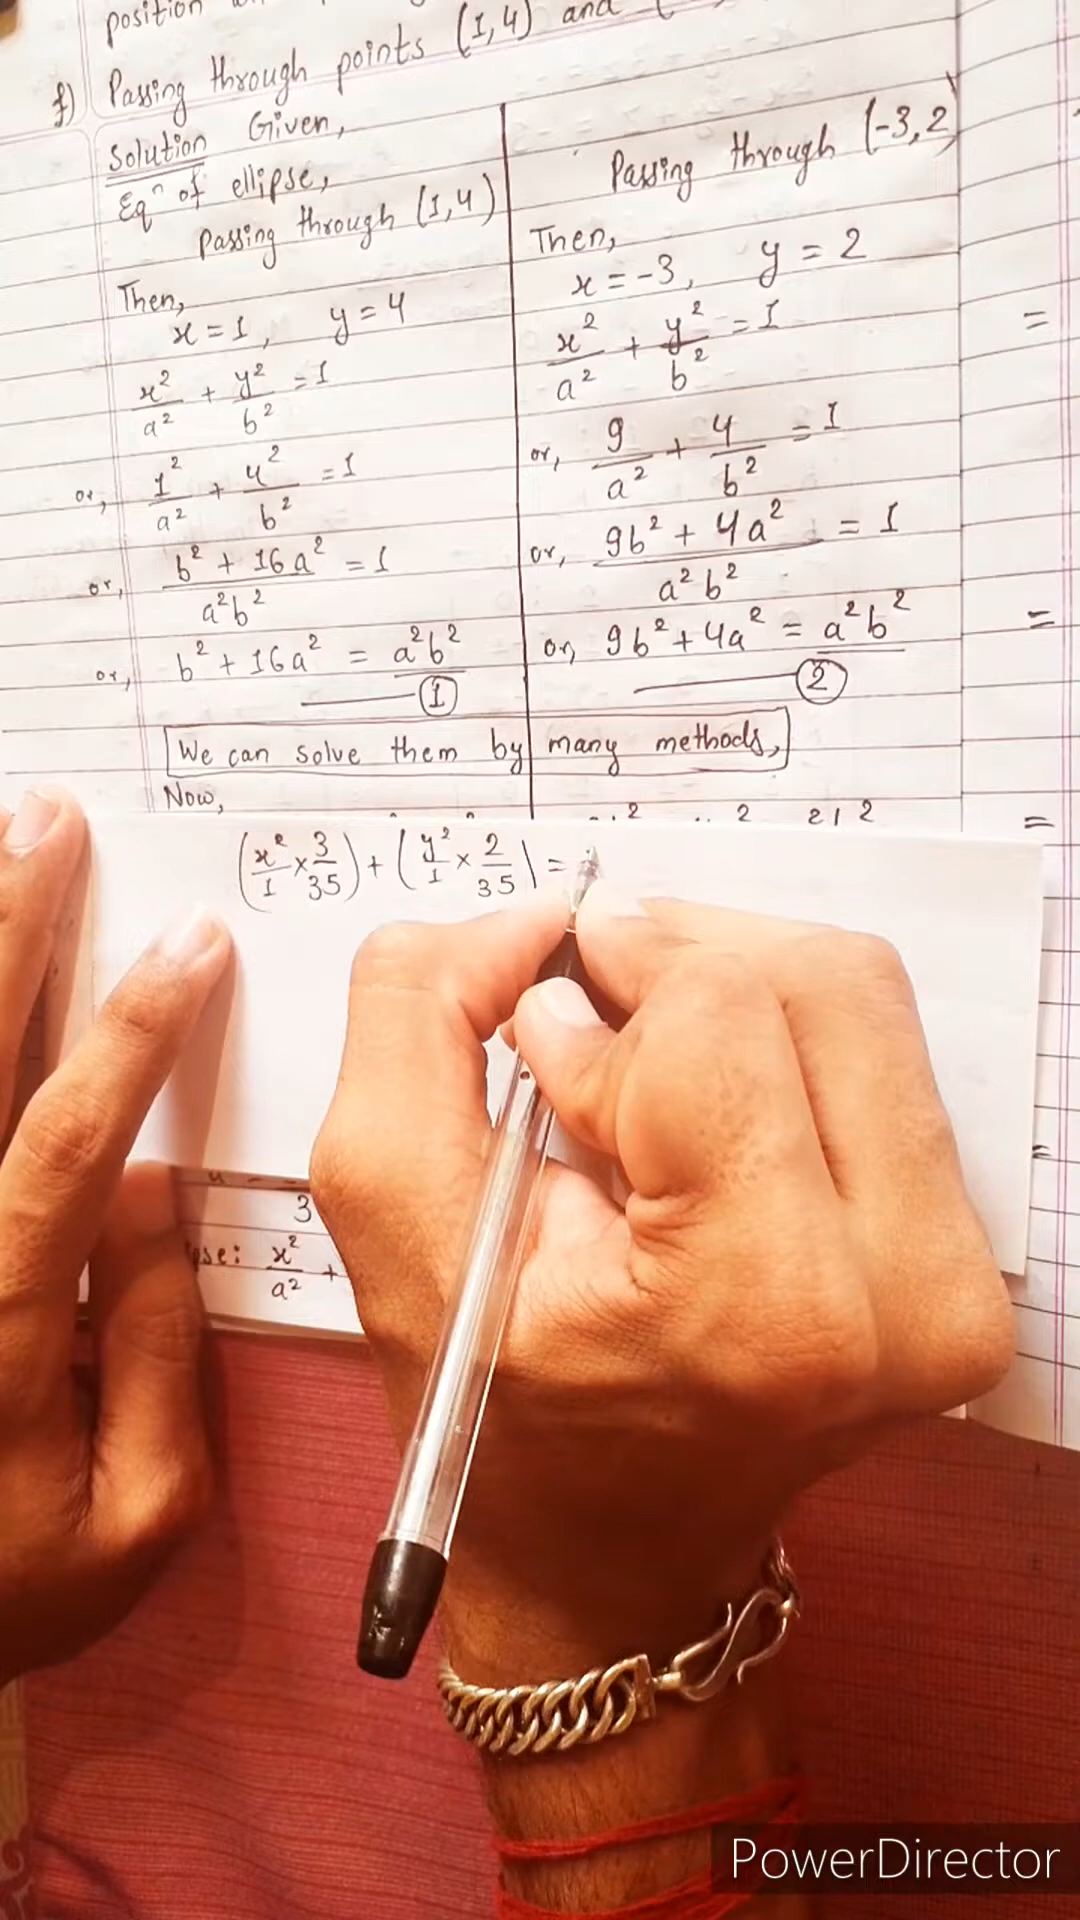 position
f) Passing through points (1,4) and (
Solution Given,
Eqⁿ of ellipse,
Passing through (1,4)
Then,
x = 1, y = 4
x²/a² + y²/b² = 1
or, 1²/a² + 4²/b² = 1
or, (b² + 16a²)/(a²b²) = 1
or, b² + 16a² = a²b²
①
Passing through (-3,2)
Then,
x = -3, y = 2
x²/a² + y²/b² = 1
or, 9/a² + 4/b² = 1
or, (9b² + 4a²)/(a²b²) = 1
or, 9b² + 4a² = a²b²
②
We can solve them by many methods,
Now,
(x²/1 × 3/35) + (y²/1 × 2/35) =
3
x²/a² +
=
=
=
=
PowerDirector